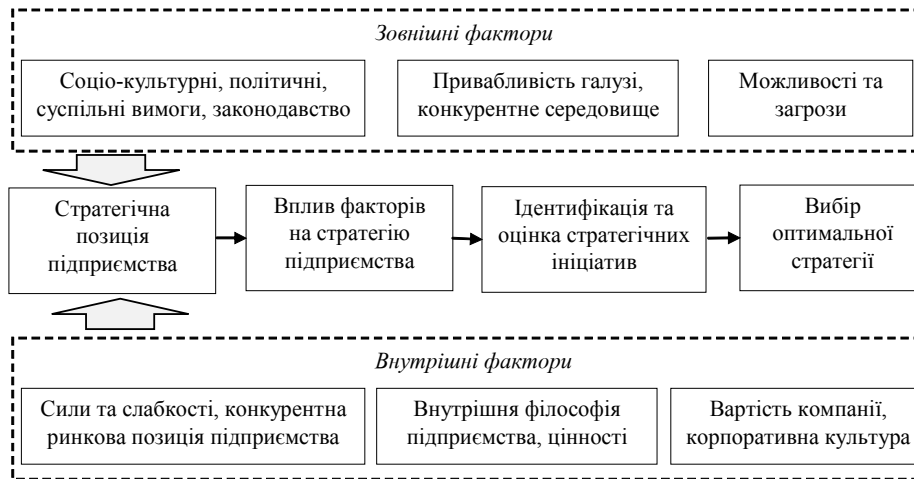 Зовнішні фактори
Соціо-культурні, політичні,
суспільні вимоги, законодавство
Привабливість галузі,
конкурентне середовище
Можливості та
загрози
Стратегічна
позиція
підприємства
Вплив факторів
на стратегію
підприємства
Ідентифікація та
оцінка стратегічних
ініціатив
Вибір
оптимальної
стратегії
Внутрішні фактори
Сили та слабкості, конкурентна
ринкова позиція підприємства
Внутрішня філософія
підприємства, цінності
Вартість компанії,
корпоративна культура